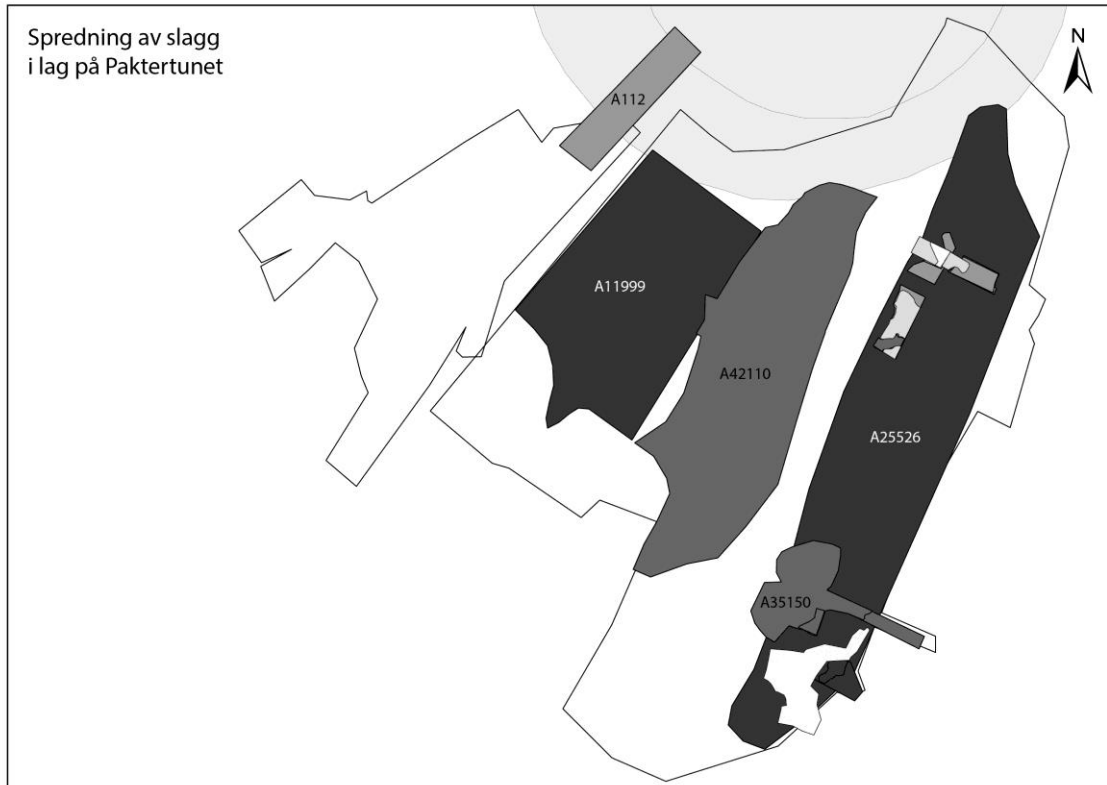 Spredning av slagg
i lag på Paktertunet
N
A112
A11999
A42110
A25526
A35150